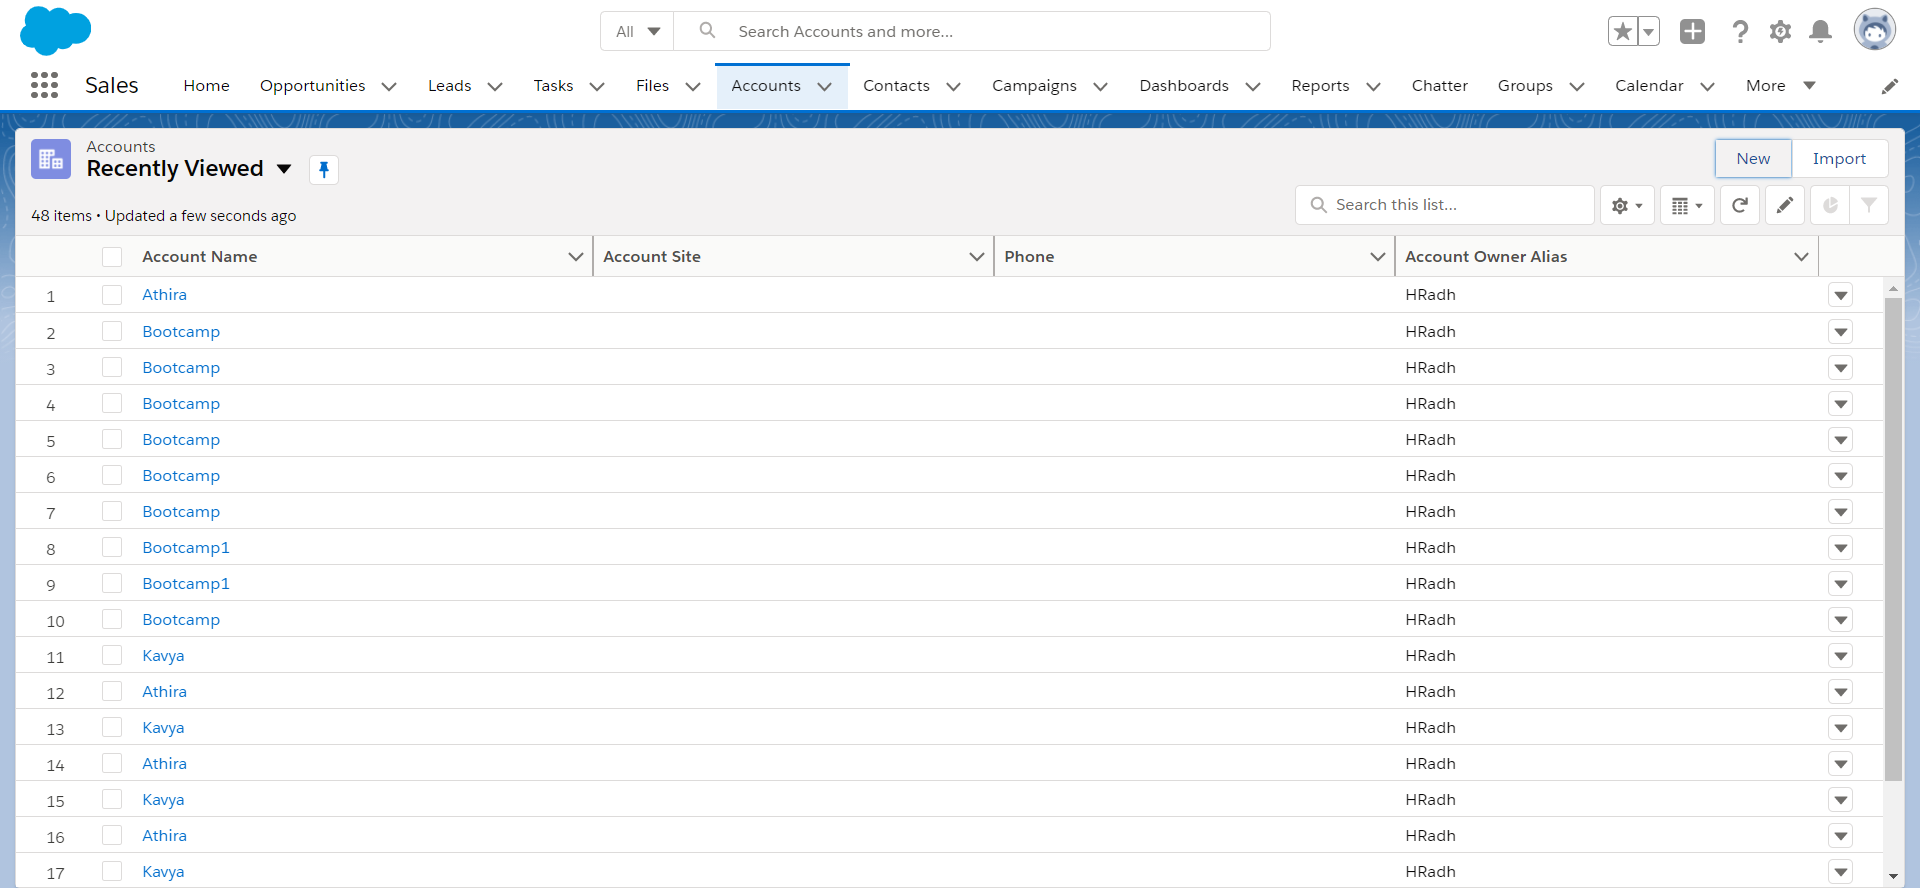 All Search Accounts and more...
Sales Home Opportunities Leads Tasks Files Accounts Contacts Campaigns Dashboards Reports Chatter Groups Calendar More
Accounts
Recently Viewed
New Import
48 items • Updated a few seconds ago
Search this list...
Account Name Account Site Phone Account Owner Alias
1 Athira HRadh
2 Bootcamp HRadh
3 Bootcamp HRadh
4 Bootcamp HRadh
5 Bootcamp HRadh
6 Bootcamp HRadh
7 Bootcamp HRadh
8 Bootcamp1 HRadh
9 Bootcamp1 HRadh
10 Bootcamp HRadh
11 Kavya HRadh
12 Athira HRadh
13 Kavya HRadh
14 Athira HRadh
15 Kavya HRadh
16 Athira HRadh
17 Kavya HRadh